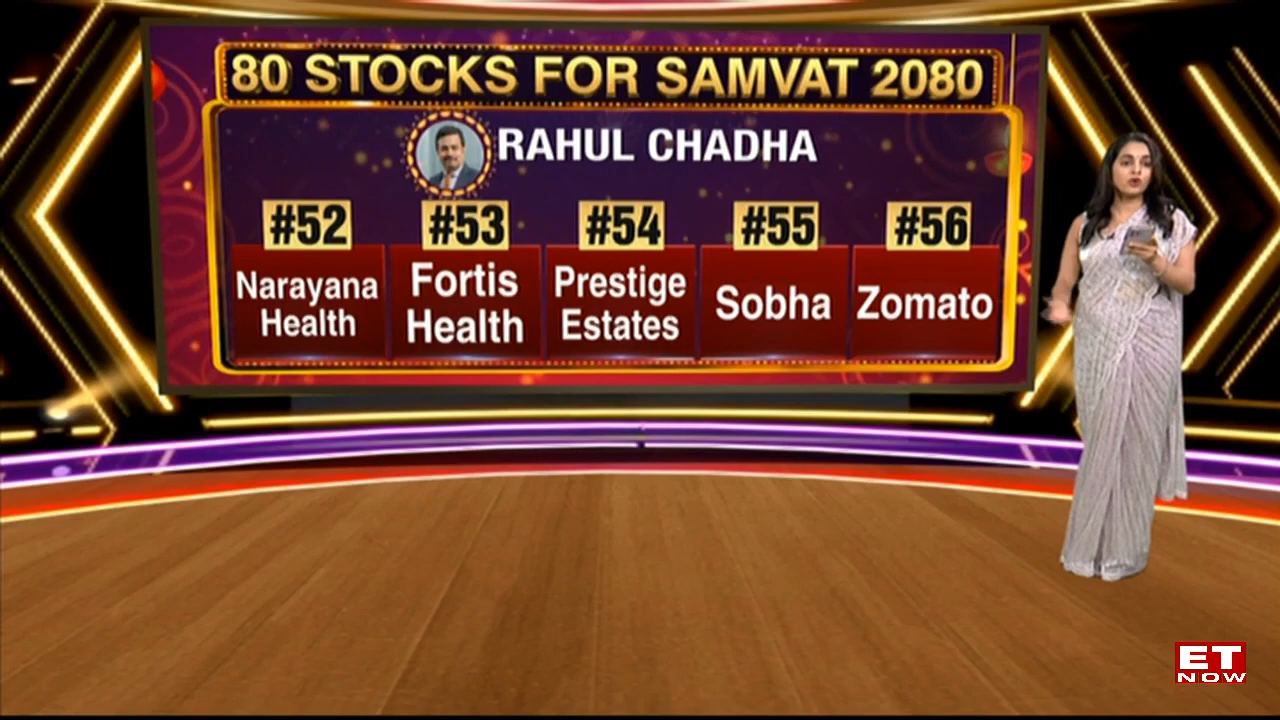 80 STOCKS FOR SAMVAT 2080
RAHUL CHADHA
#52
Narayana
Health
#53
Fortis
Health
#54
Prestige
Estates
#55
Sobha
#56
Zomato
ET
NOW